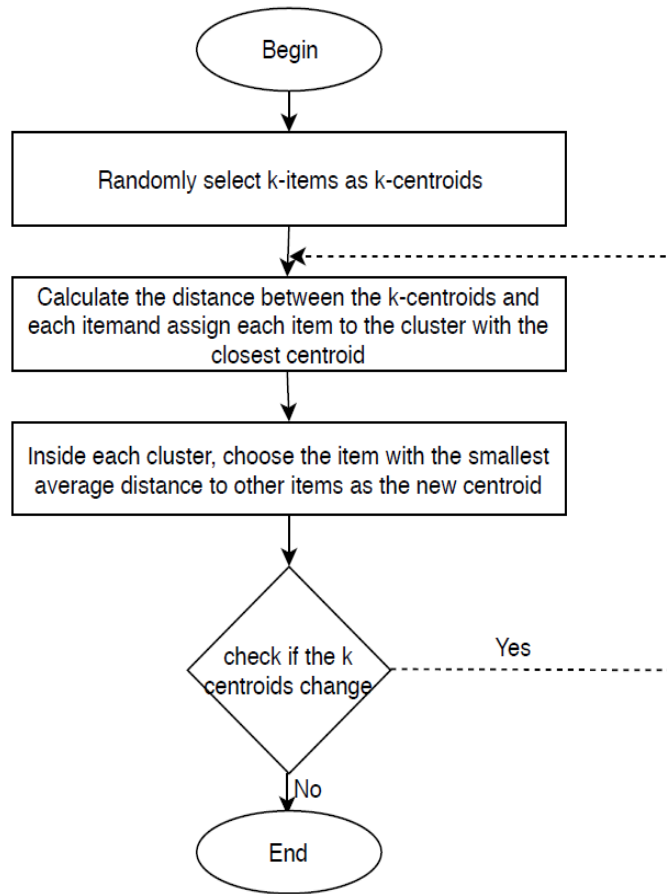 Begin
Randomly select k-items as k-centroids
Calculate the distance between the k-centroids and
each itemand assign each item to the cluster with the
closest centroid
Inside each cluster, choose the item with the smallest
average distance to other items as the new centroid
check if the k
centroids change
Yes
No
End